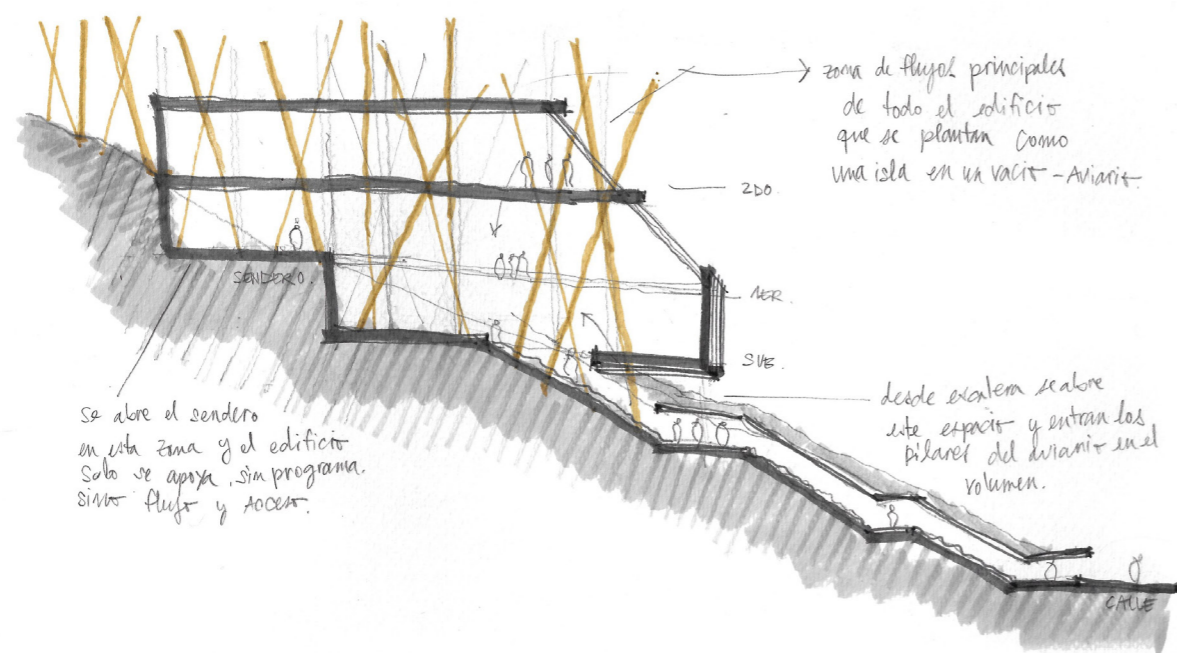 zona de flujos principales
de todo el edificio
que se plantan como
una isla en un vacio - Aviario.
2DO.
SENDERO.
1ER.
SUB.
se abre el sendero
en esta zona y el edificio
solo se apoya, sin programa.
sino flujo y Acceso.
desde escalera se abre
este espacio y entran los
pilares del aviario en el
volumen.
CALLE